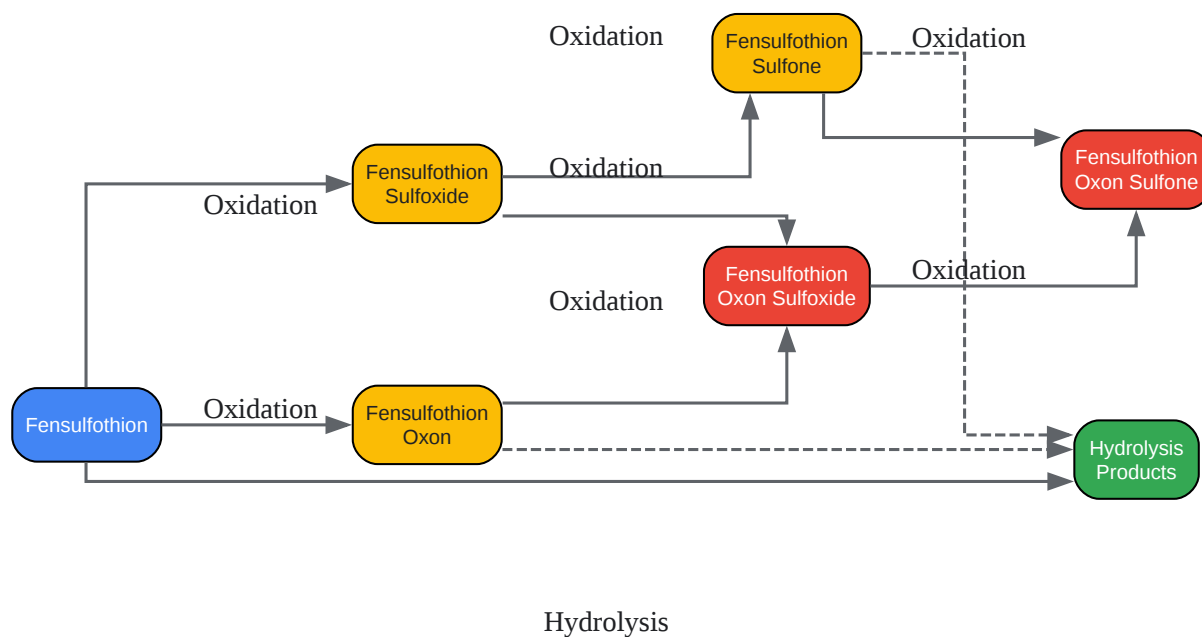 Oxidation
Fensulfothion
Sulfone
Oxidation
Fensulfothion
Sulfoxide
Oxidation
Oxidation
Fensulfothion
Oxon Sulfone
Fensulfothion
Oxon Sulfoxide
Oxidation
Oxidation
Fensulfothion
Oxidation
Fensulfothion
Oxon
Hydrolysis
Products
Hydrolysis